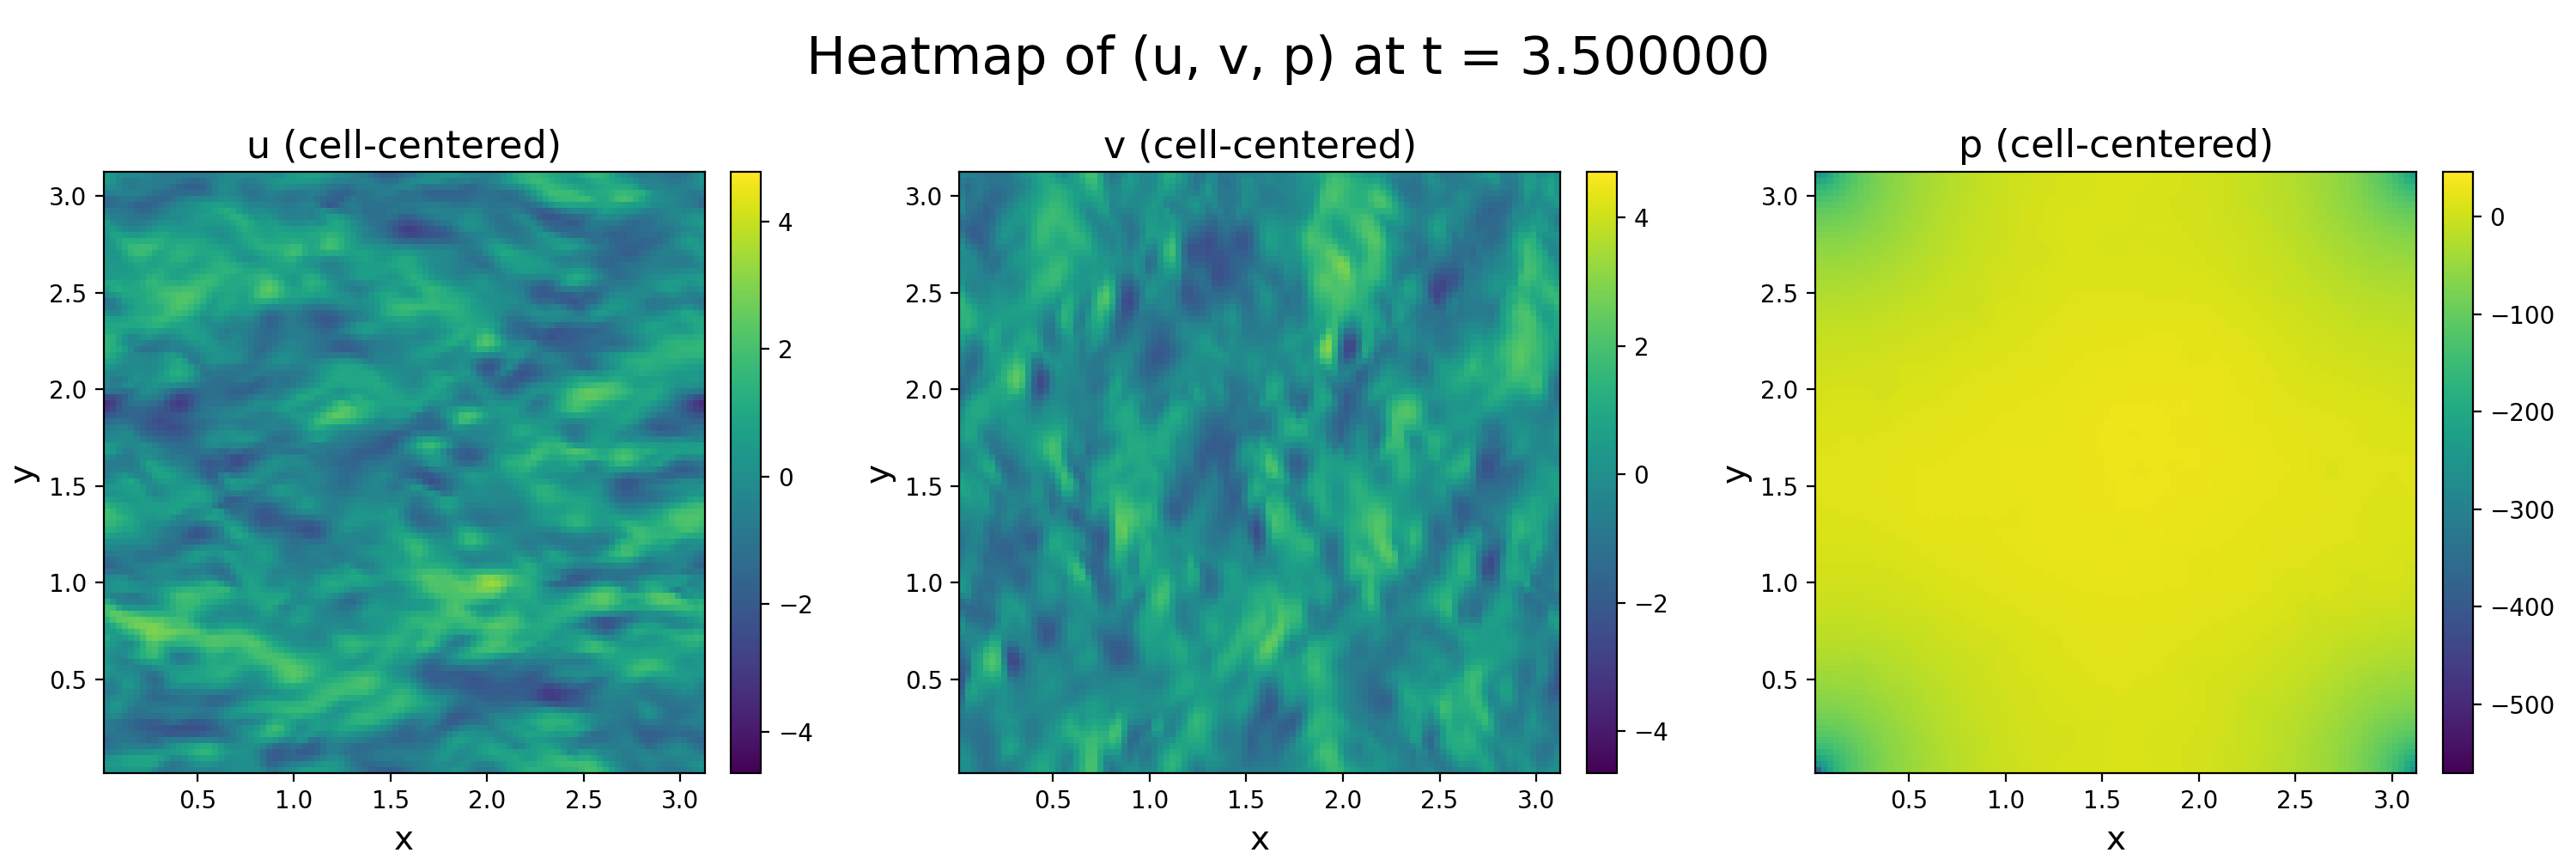 Heatmap of (u, v, p) at t = 3.500000
u (cell-centered)
3.0
2.5
2.0
1.5
1.0
0.5
y
0.5 1.0 1.5 2.0 2.5 3.0
x
4
2
0
−2
−4
v (cell-centered)
3.0
2.5
2.0
1.5
1.0
0.5
y
0.5 1.0 1.5 2.0 2.5 3.0
x
4
2
0
−2
−4
p (cell-centered)
3.0
2.5
2.0
1.5
1.0
0.5
y
0.5 1.0 1.5 2.0 2.5 3.0
x
0
−100
−200
−300
−400
−500